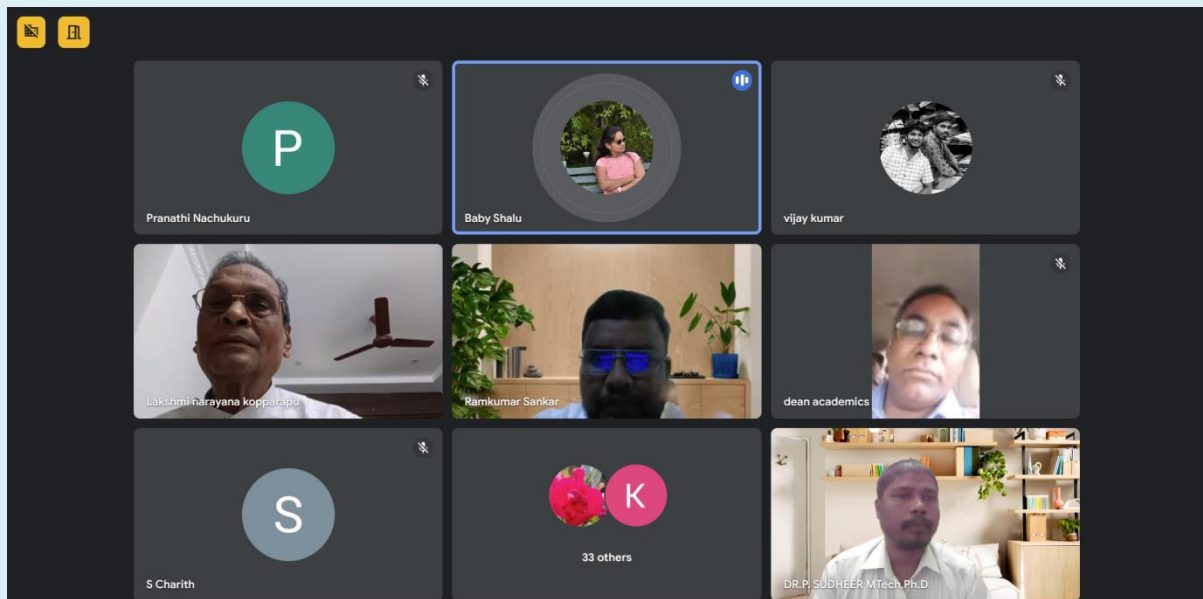 P
Pranathi Nachukuru
Baby Shalu
vijay kumar
Lakshmi narayana kopparapu
Ramkumar Sankar
dean academics
S
S Charith
K
33 others
DR.P. SUDHEER MTech.Ph.D